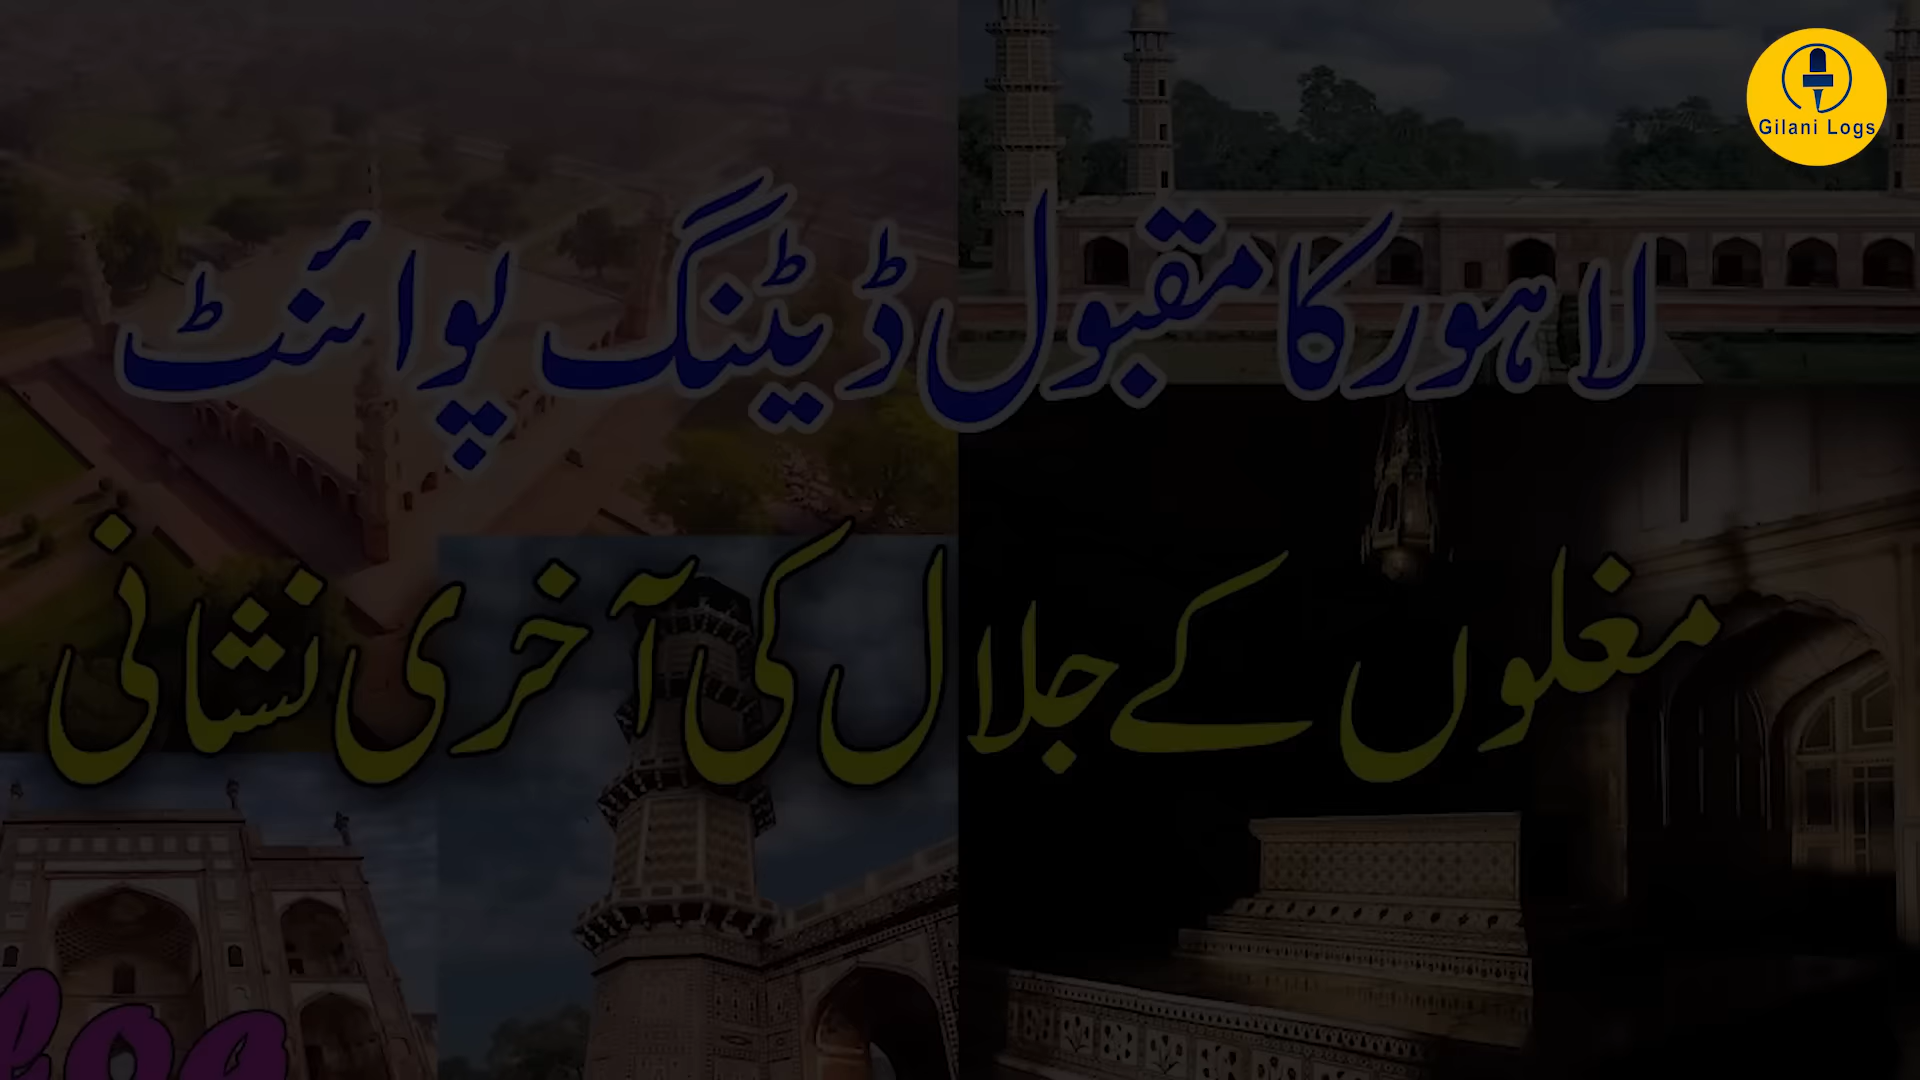 Gilani Logs
لاہور کا مقبول ڈیٹنگ پوائنٹ
مغلوں کے جلال کی آخری نشانی